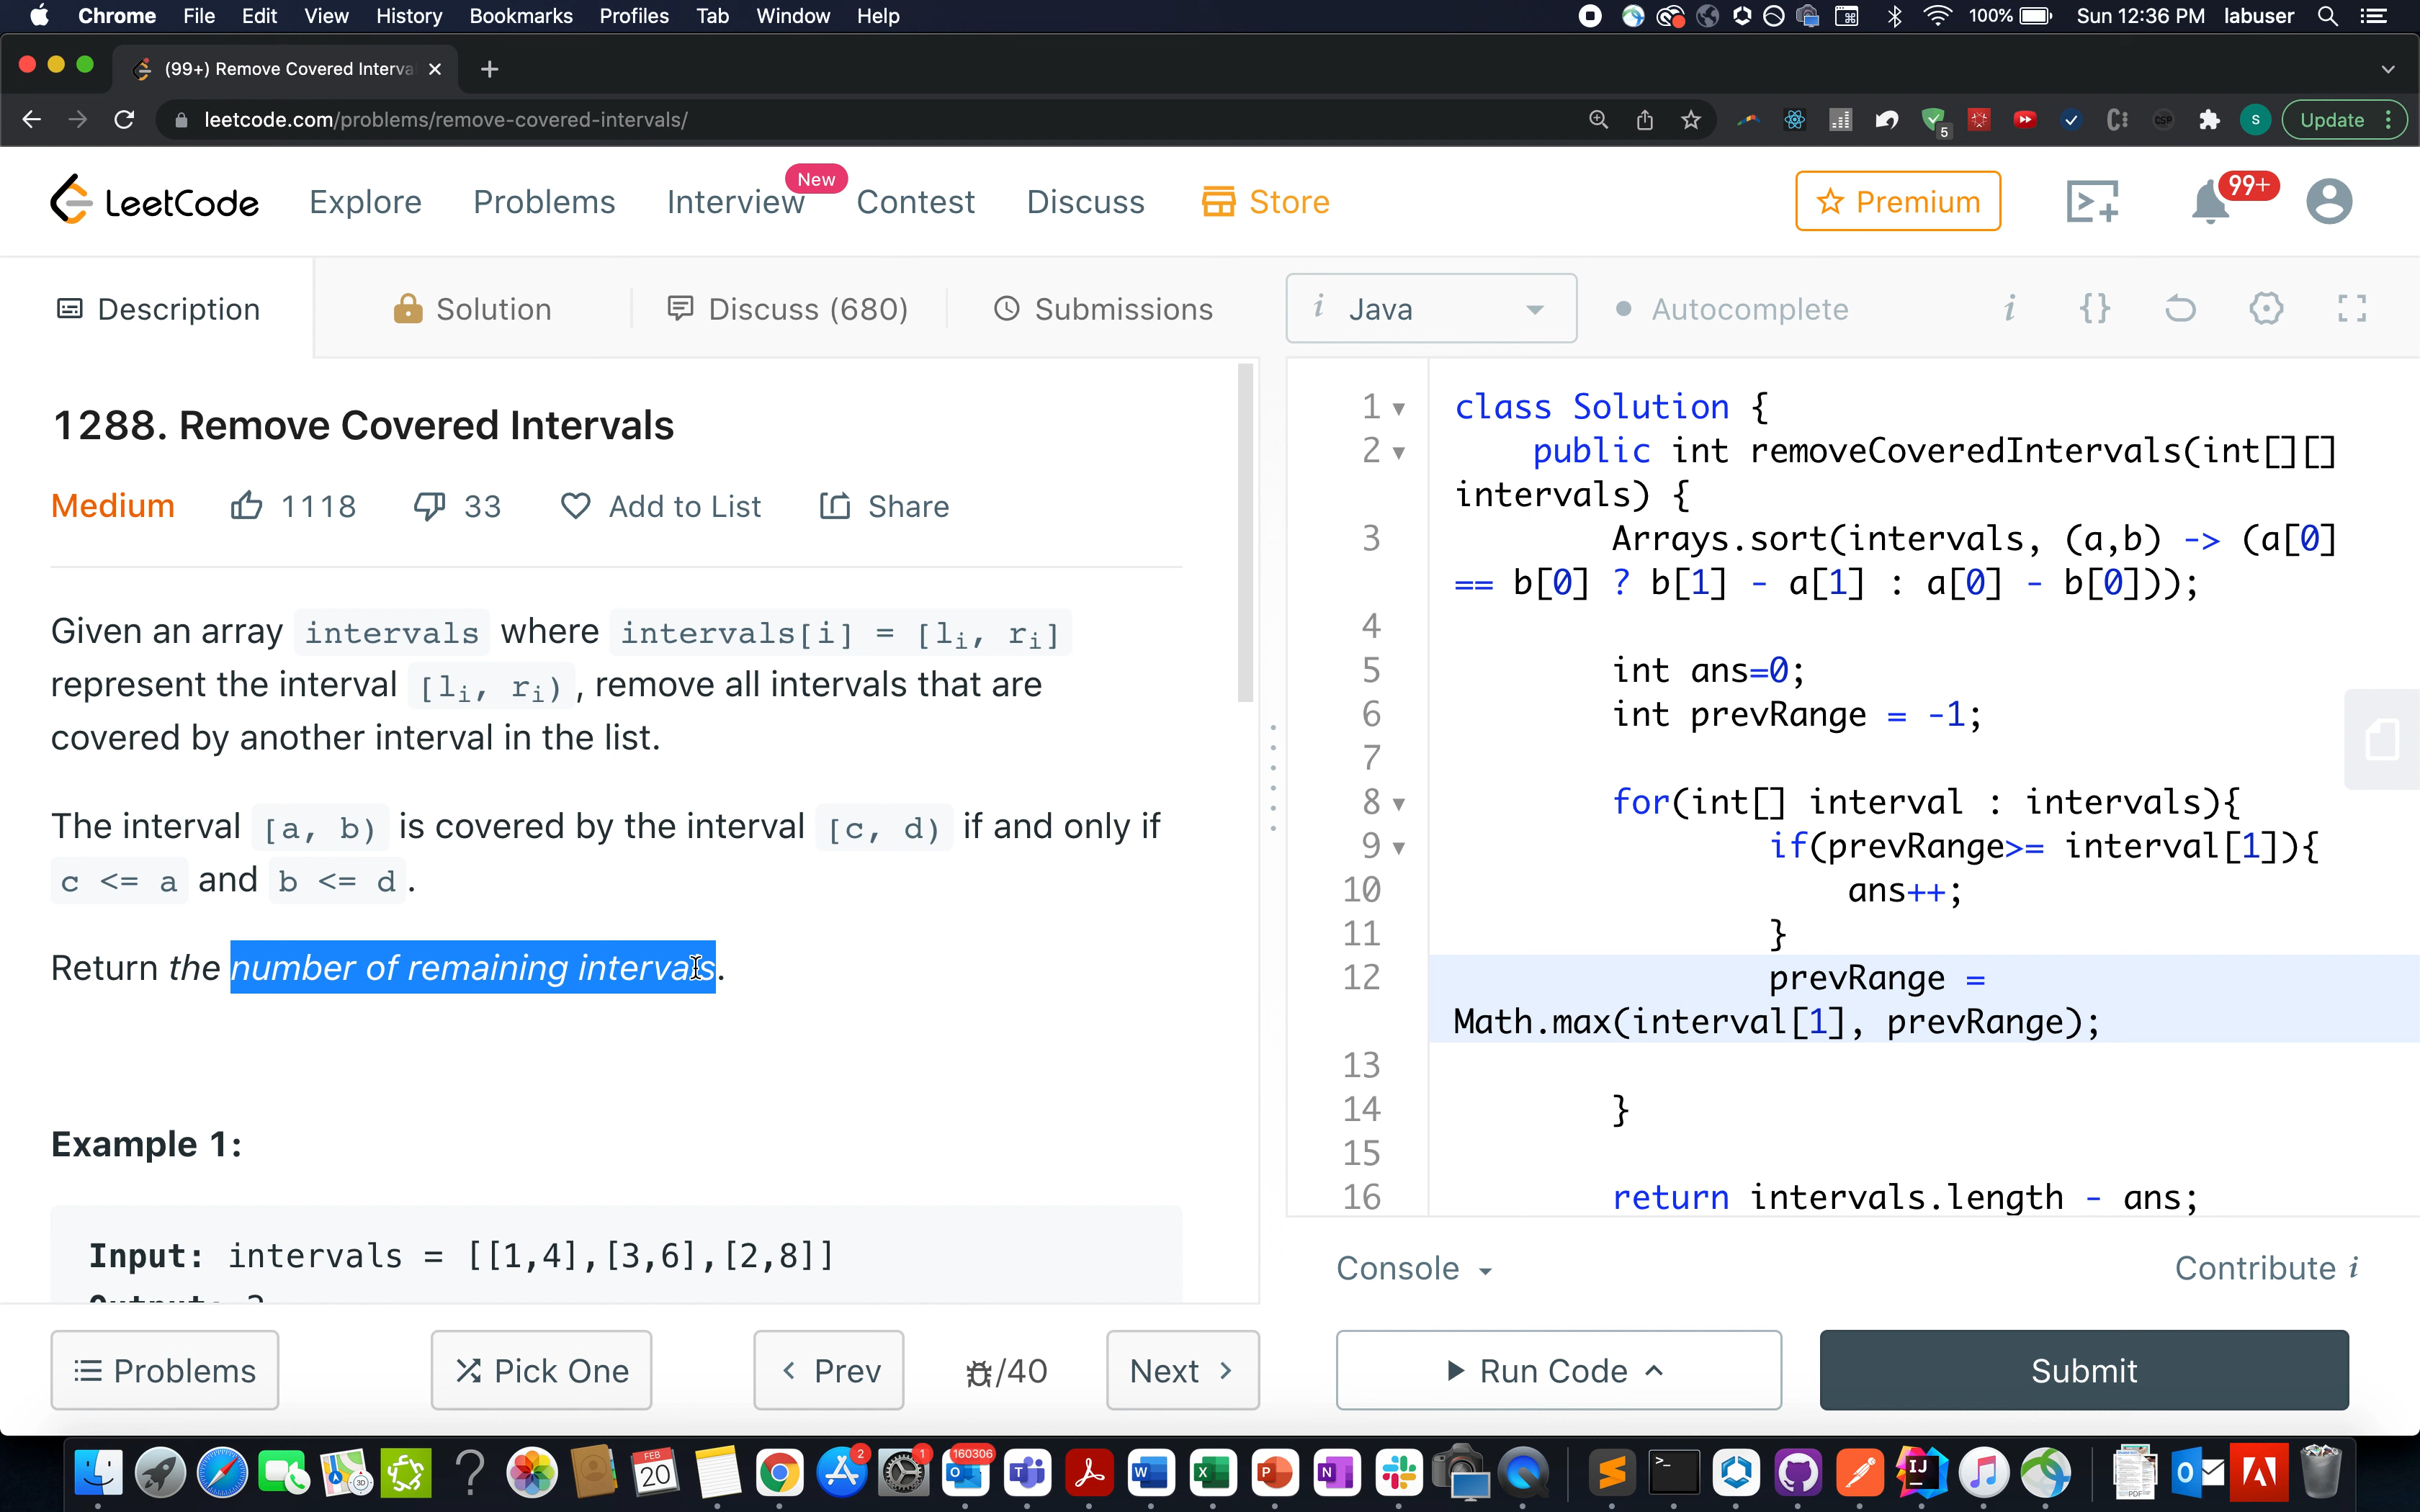 Chrome File Edit View History Bookmarks Profiles Tab Window Help 100% Sun 12:36 PM labuser
(99+) Remove Covered Interva
leetcode.com/problems/remove-covered-intervals/ 5 S Update
LeetCode Explore Problems Interview New Contest Discuss Store Premium 99+
Description Solution Discuss (680) Submissions i Java Autocomplete i {}
1288. Remove Covered Intervals
Medium 1118 33 Add to List Share
Given an array intervals where intervals[i] = [li, ri]
represent the interval [li, ri), remove all intervals that are
covered by another interval in the list.
The interval [a, b) is covered by the interval [c, d) if and only if
c <= a and b <= d.
Return the number of remaining intervals.
Example 1:
Input: intervals = [[1,4],[3,6],[2,8]]
1 class Solution {
2 public int removeCoveredIntervals(int[][]
intervals) {
3 Arrays.sort(intervals, (a,b) -> (a[0]
== b[0] ? b[1] - a[1] : a[0] - b[0]));
4
5 int ans=0;
6 int prevRange = -1;
7
8 for(int[] interval : intervals){
9 if(prevRange>= interval[1]){
10 ans++;
11 }
12 prevRange =
Math.max(interval[1], prevRange);
13
14 }
15
16 return intervals.length - ans;
Console Contribute i
Problems Pick One < Prev /40 Next > Run Code Submit
30 FEB 20 2 1 160306